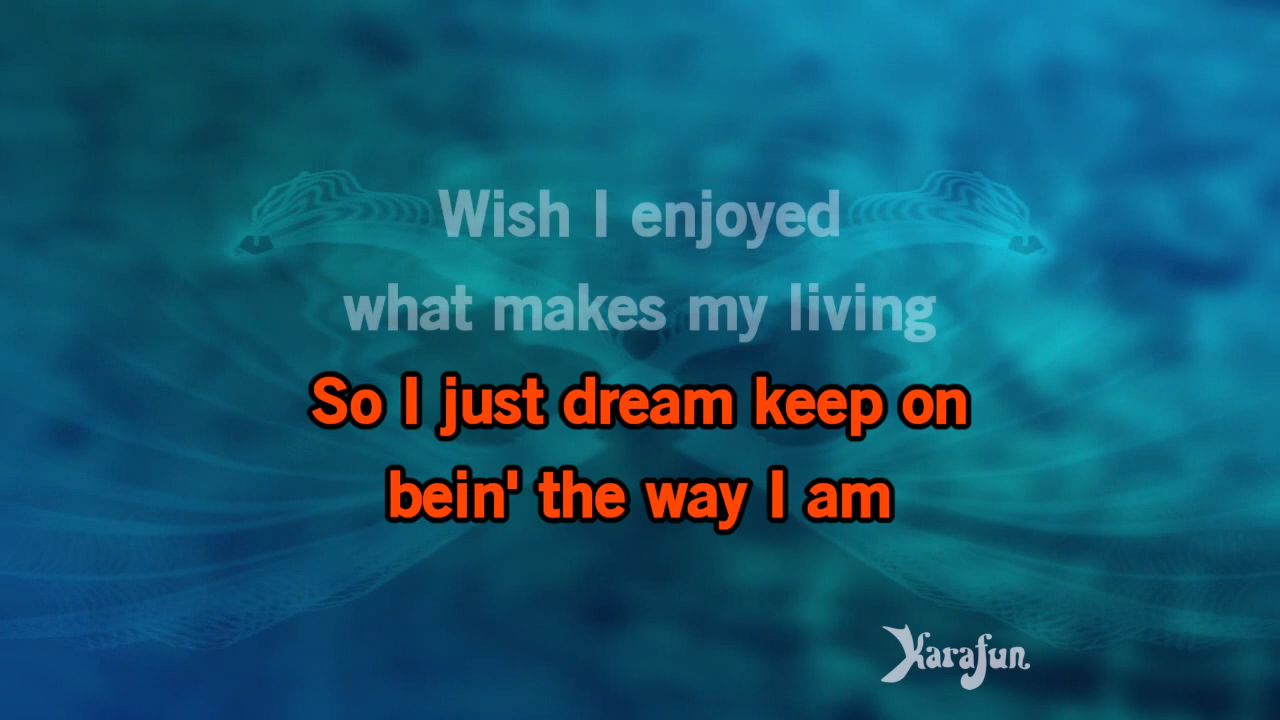 Wish I enjoyed
what makes my living
So I just dream keep on
bein' the way I am
Karafun